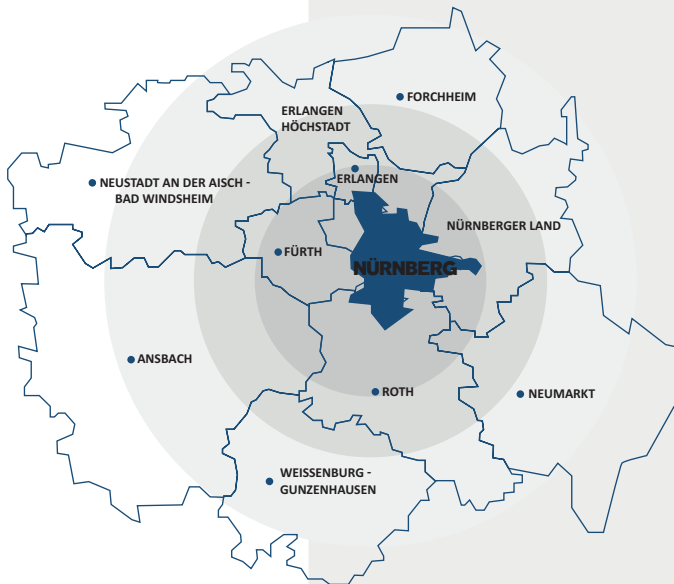 FORCHHEIM
ERLANGEN
HÖCHSTADT
ERLANGEN
NEUSTADT AN DER AISCH -
BAD WINDSHEIM
NÜRNBERGER LAND
FÜRTH
NÜRNBERG
ANSBACH
ROTH
NEUMARKT
WEISSENBURG -
GUNZENHAUSEN